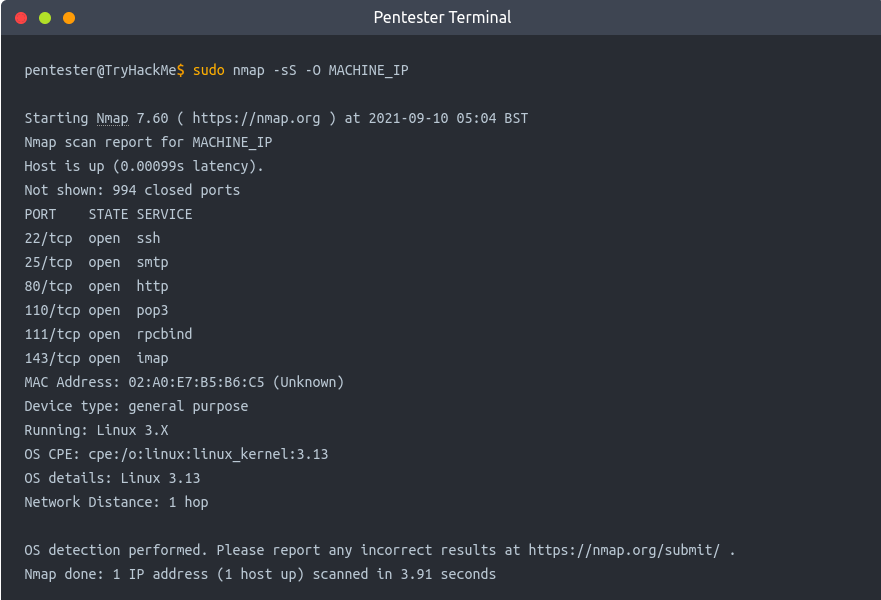 Pentester Terminal
pentester@TryHackMe$ sudo nmap -sS -O MACHINE_IP
Starting Nmap 7.60 ( https://nmap.org ) at 2021-09-10 05:04 BST
Nmap scan report for MACHINE_IP
Host is up (0.00099s latency).
Not shown: 994 closed ports
PORT    STATE SERVICE
22/tcp  open  ssh
25/tcp  open  smtp
80/tcp  open  http
110/tcp open  pop3
111/tcp open  rpcbind
143/tcp open  imap
MAC Address: 02:A0:E7:B5:B6:C5 (Unknown)
Device type: general purpose
Running: Linux 3.X
OS CPE: cpe:/o:linux:linux_kernel:3.13
OS details: Linux 3.13
Network Distance: 1 hop
OS detection performed. Please report any incorrect results at https://nmap.org/submit/ .
Nmap done: 1 IP address (1 host up) scanned in 3.91 seconds